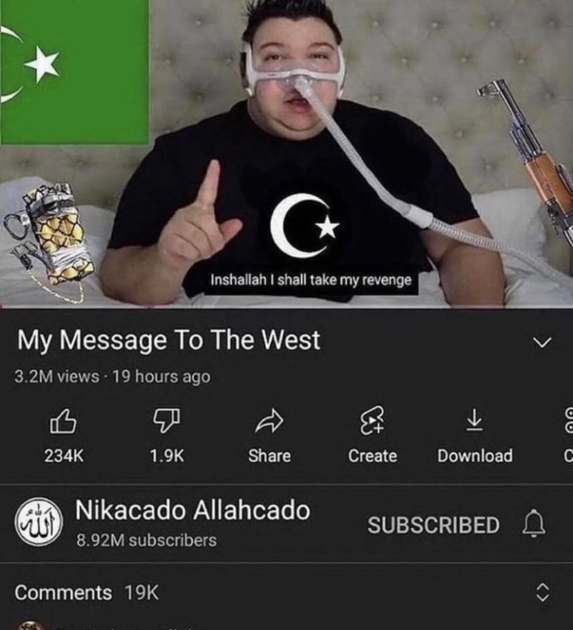 Inshallah I shall take my revenge
My Message To The West
3.2M views · 19 hours ago
234K
1.9K
Share
Create
Download
C
الله
Nikacado Allahcado
8.92M subscribers
SUBSCRIBED
Comments 19K